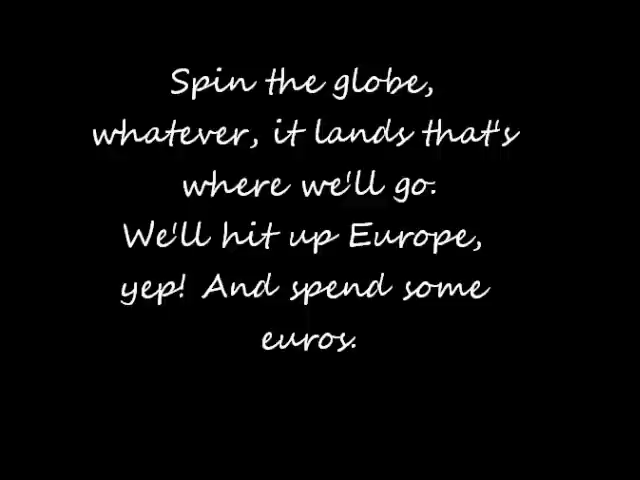 Spin the globe,
whatever, it lands that's
where we'll go.
We'll hit up Europe,
yep! And spend some
euros.